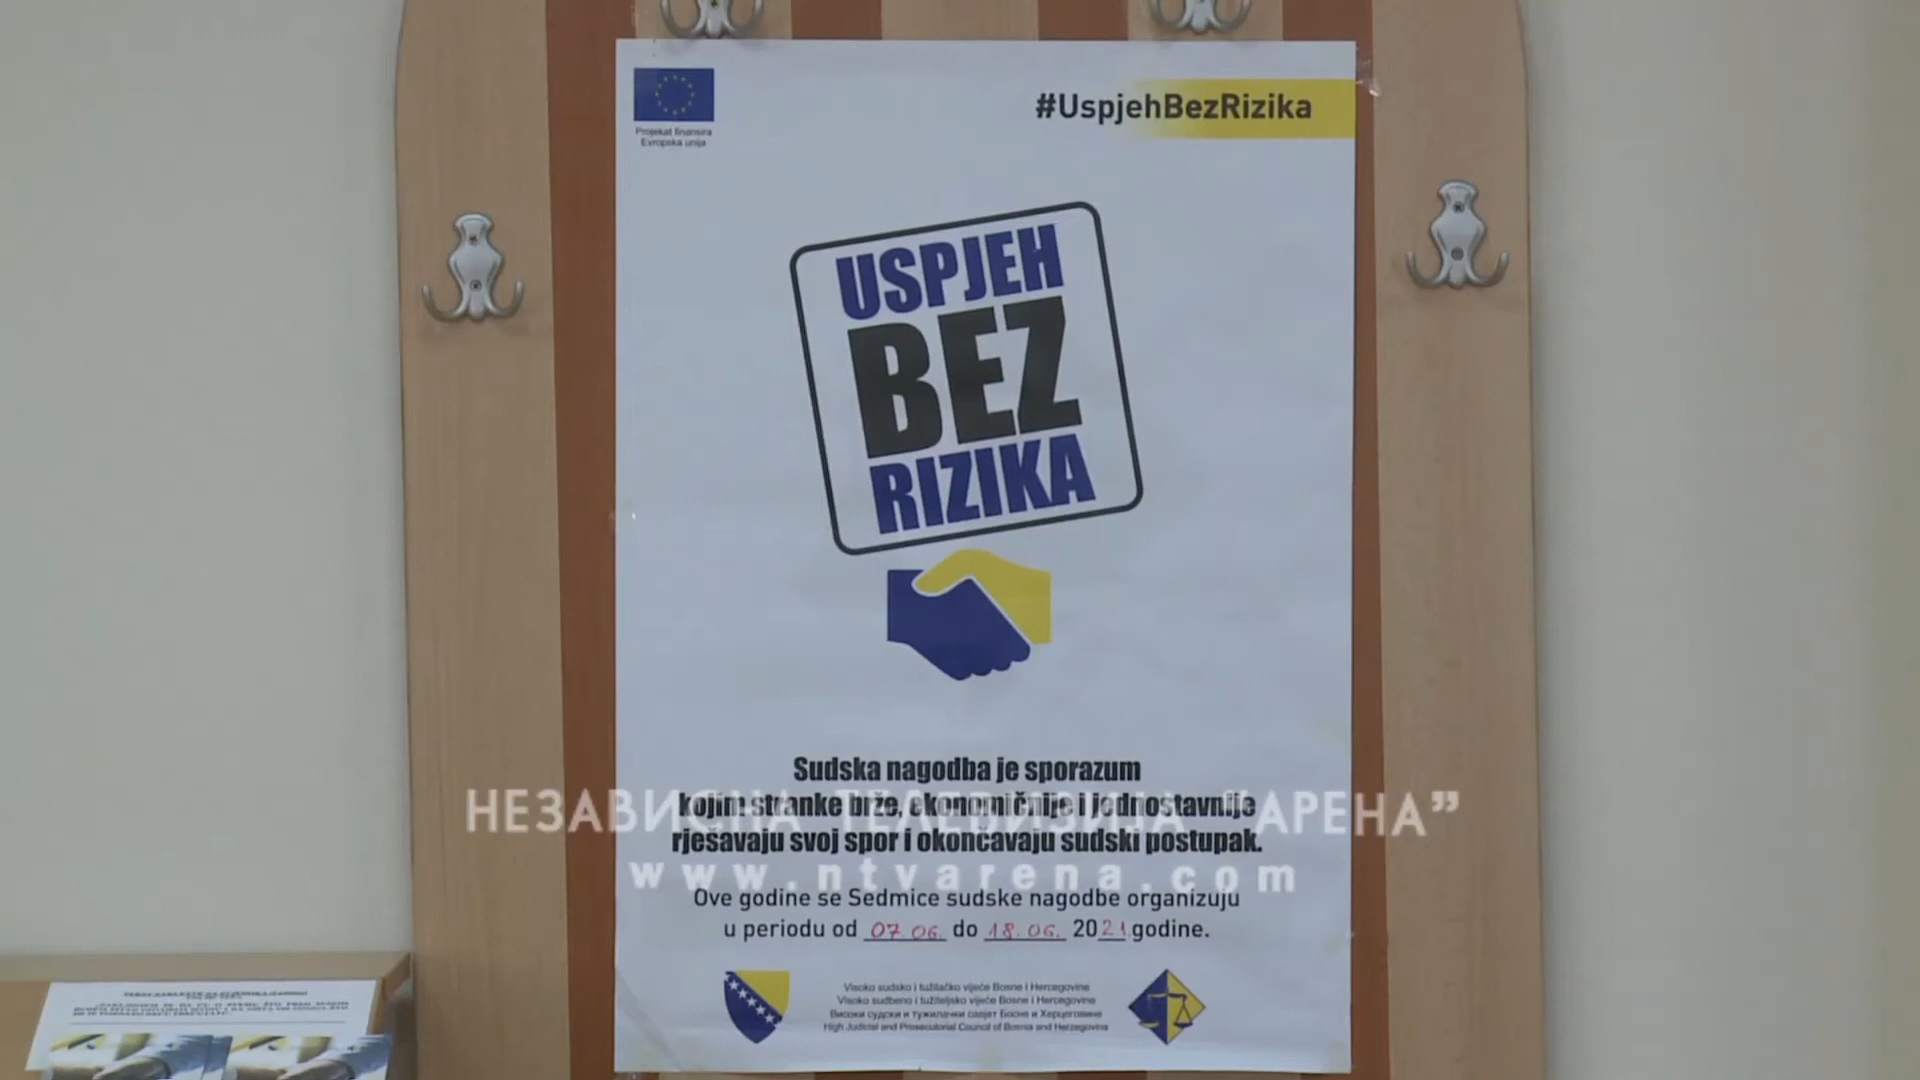 Projekat finansira
Evropska unija
#UspjehBezRizika
USPJEH
BEZ
RIZIKA
Sudska nagodba je sporazum
kojim stranke brže, ekonomičnije i jednostavnije
rješavaju svoj spor i okončavaju sudski postupak.
НЕЗАВИСНА ТЕЛЕВИЗИЈА "АРЕНА"
www.ntvarena.com
Ove godine se Sedmice sudske nagodbe organizuju
u periodu od 07.06. do 18.06. 2021 godine.
Visoko sudsko i tužilačko vijeće Bosne i Hercegovine
Visoko sudbeno i tužiteljsko vijeće Bosne i Hercegovine
Високи судски и тужилачки савјет Босне и Херцеговине
High Judicial and Prosecutorial Council of Bosnia and Herzegovina